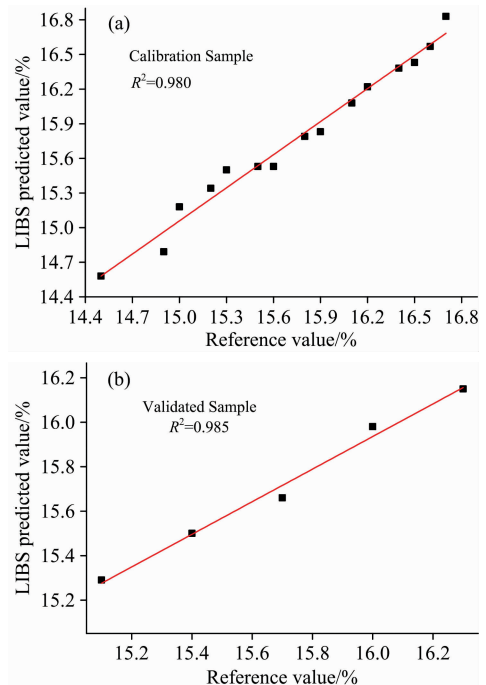 (a)
Calibration Sample
R²=0.980
LIBS predicted value/%
16.8
16.5
16.2
15.9
15.6
15.3
15.0
14.7
14.4
14.4 14.7 15.0 15.3 15.6 15.9 16.2 16.5 16.8
Reference value/%
(b)
Validated Sample
R²=0.985
LIBS predicted value/%
16.2
16.0
15.8
15.6
15.4
15.2
15.2 15.4 15.6 15.8 16.0 16.2
Reference value/%